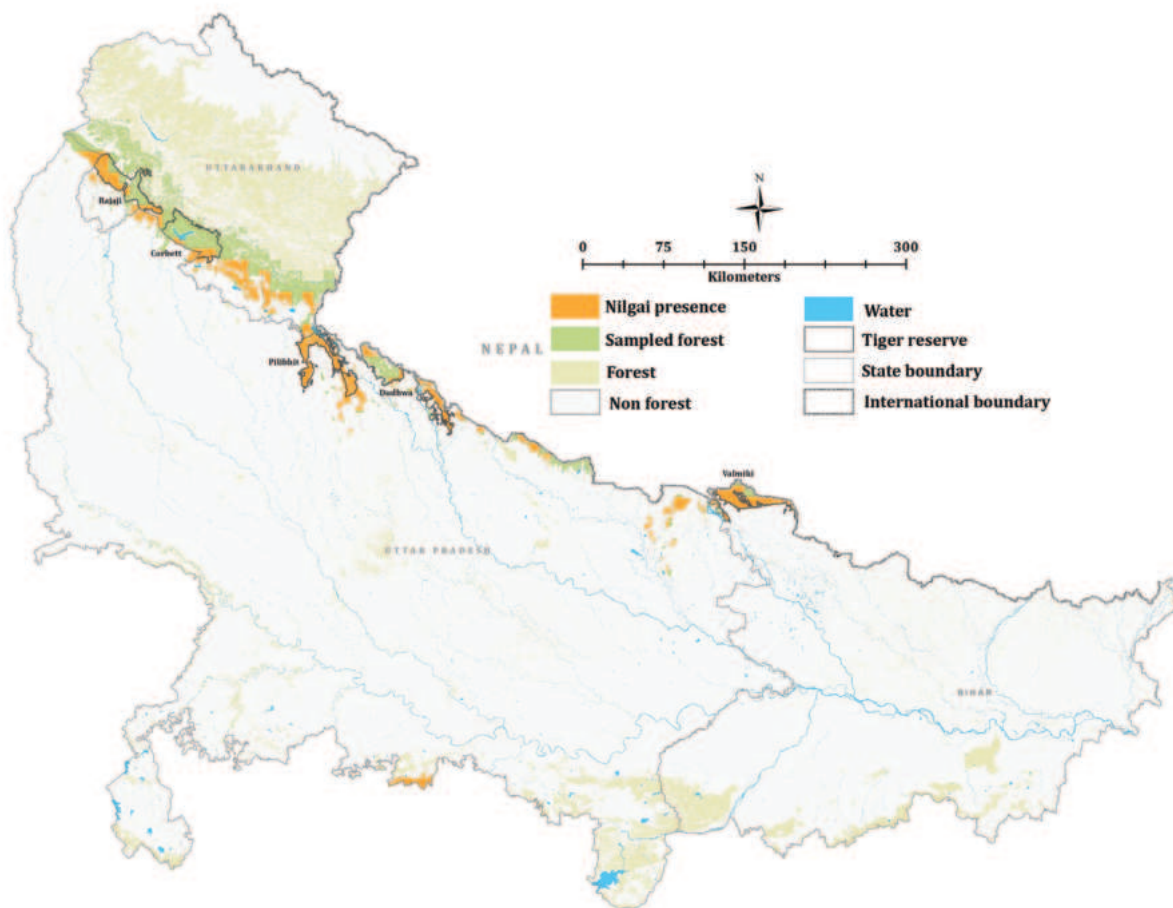 UTTARAKHAND
Rajaji
Corbett
N
0 75 150 300
Kilometers
Nilgai presence
Sampled forest
Forest
Non forest
Water
Tiger reserve
State boundary
International boundary
NEPAL
Pilibhit
Dudhwa
Valmiki
UTTAR PRADESH
BIHAR